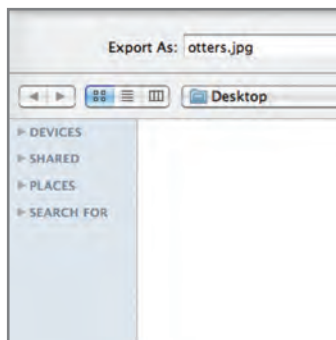 Export As: otters.jpg
Desktop
DEVICES
SHARED
PLACES
SEARCH FOR